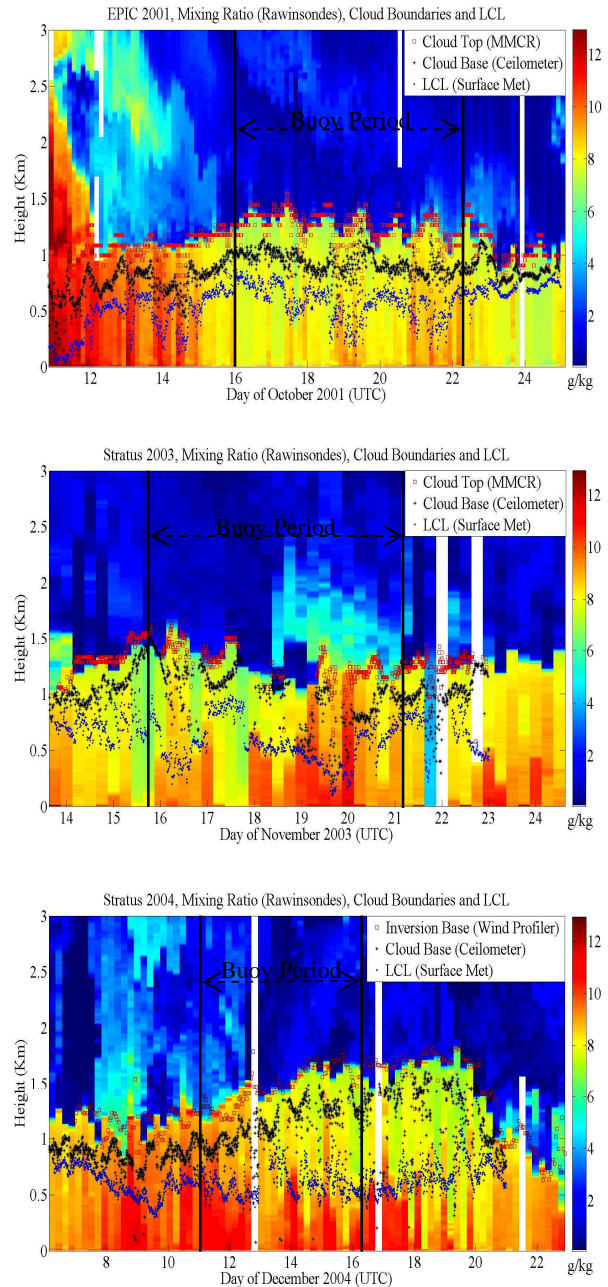 EPIC 2001, Mixing Ratio (Rawinsondes), Cloud Boundaries and LCL
Cloud Top (MMCR)
Cloud Base (Ceilometer)
LCL (Surface Met)
Buoy Period
Height (Km)
3
2.5
2
1.5
1
0.5
0
12 14 16 18 20 22 24
Day of October 2001 (UTC)
12
10
8
6
4
2
g/kg
Stratus 2003, Mixing Ratio (Rawinsondes), Cloud Boundaries and LCL
Cloud Top (MMCR)
Cloud Base (Ceilometer)
LCL (Surface Met)
Buoy Period
Height (Km)
3
2.5
2
1.5
1
0.5
0
14 15 16 17 18 19 20 21 22 23 24
Day of November 2003 (UTC)
12
10
8
6
4
2
0
g/kg
Stratus 2004, Mixing Ratio (Rawinsondes), Cloud Boundaries and LCL
Inversion Base (Wind Profiler)
Cloud Base (Ceilometer)
LCL (Surface Met)
Buoy Period
Height (Km)
3
2.5
2
1.5
1
0.5
0
8 10 12 14 16 18 20 22
Day of December 2004 (UTC)
12
10
8
6
4
2
0
g/kg